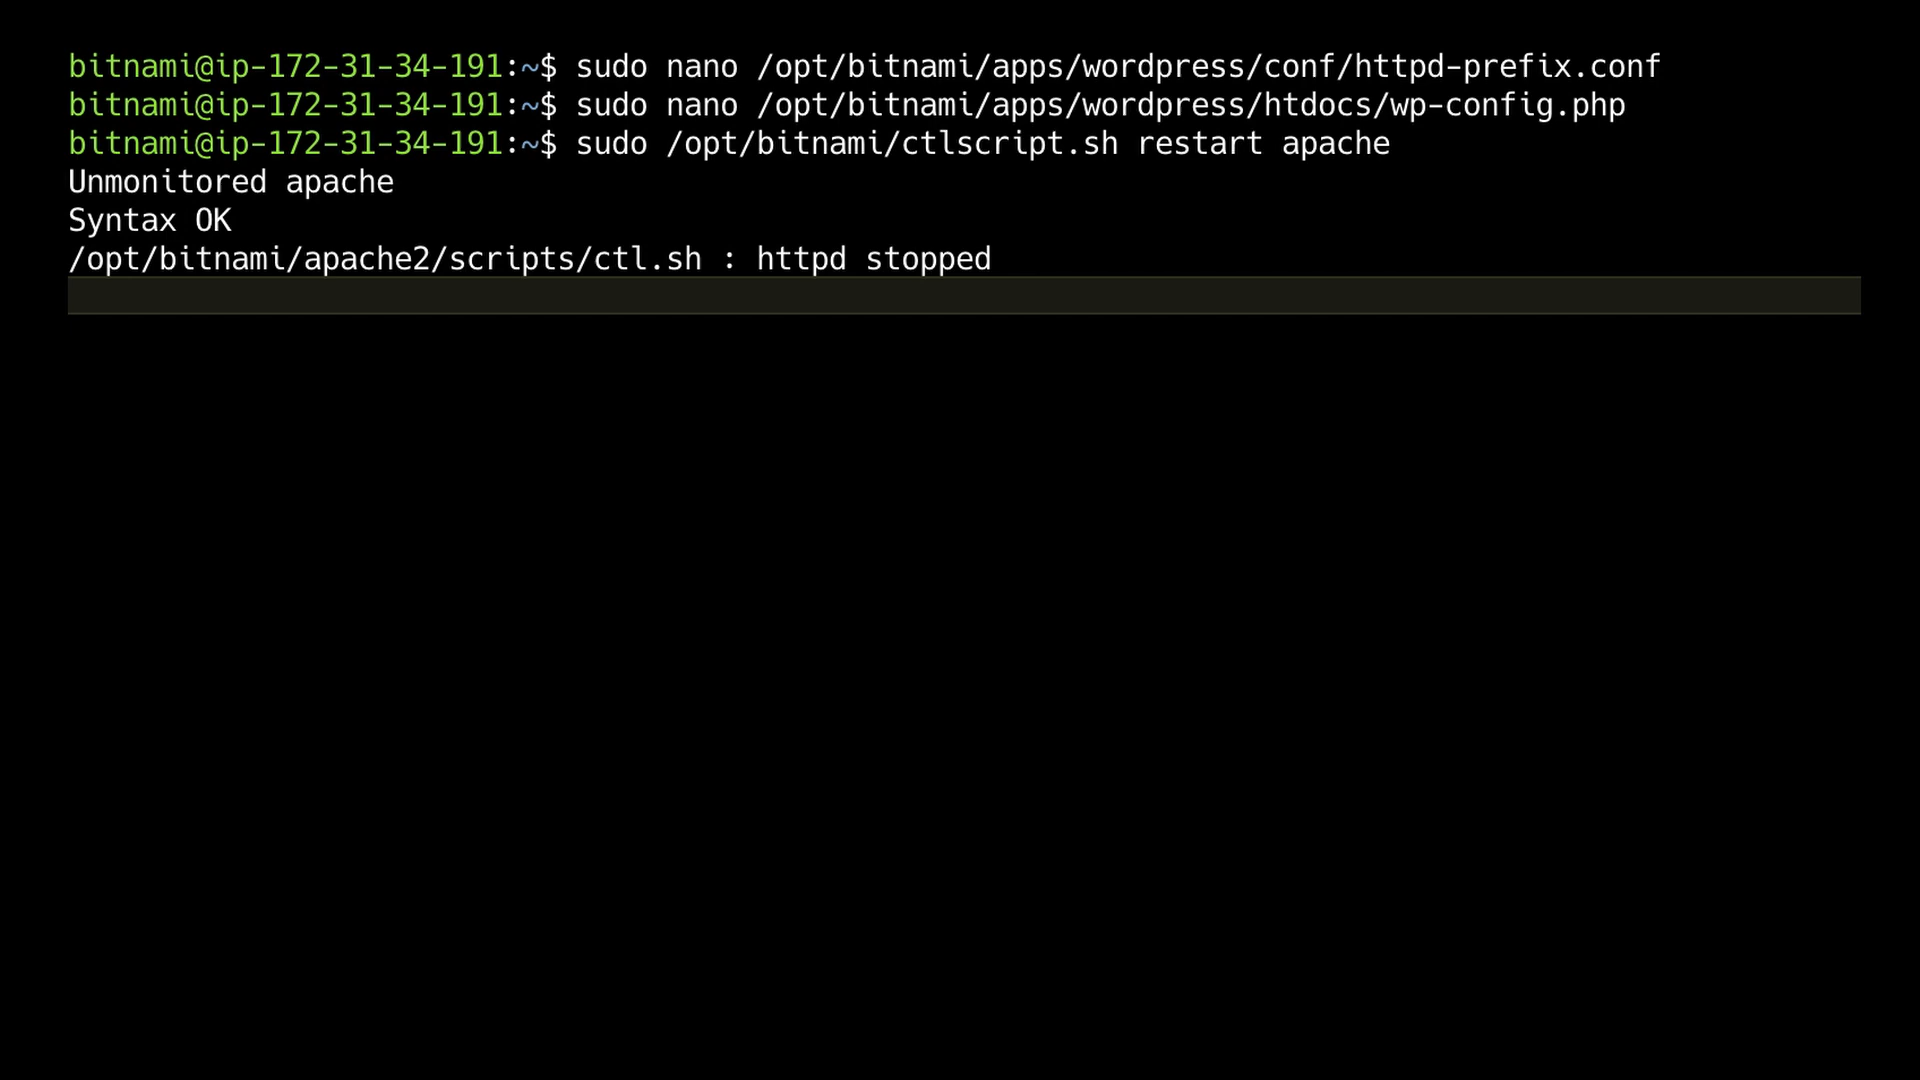 bitnami@ip-172-31-34-191:~$ sudo nano /opt/bitnami/apps/wordpress/conf/httpd-prefix.conf
bitnami@ip-172-31-34-191:~$ sudo nano /opt/bitnami/apps/wordpress/htdocs/wp-config.php
bitnami@ip-172-31-34-191:~$ sudo /opt/bitnami/ctlscript.sh restart apache
Unmonitored apache
Syntax OK
/opt/bitnami/apache2/scripts/ctl.sh : httpd stopped